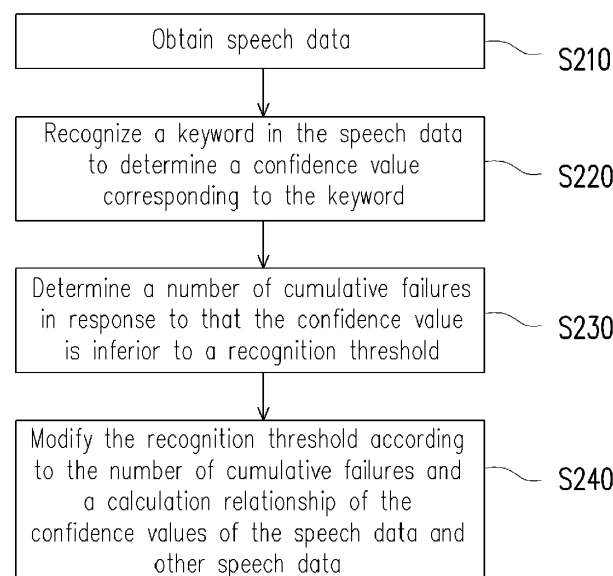 Obtain speech data
S210
Recognize a keyword in the speech data
to determine a confidence value
corresponding to the keyword
S220
Determine a number of cumulative failures
in response to that the confidence value
is inferior to a recognition threshold
S230
Modify the recognition threshold according
to the number of cumulative failures and
a calculation relationship of the
confidence values of the speech data and
other speech data
S240